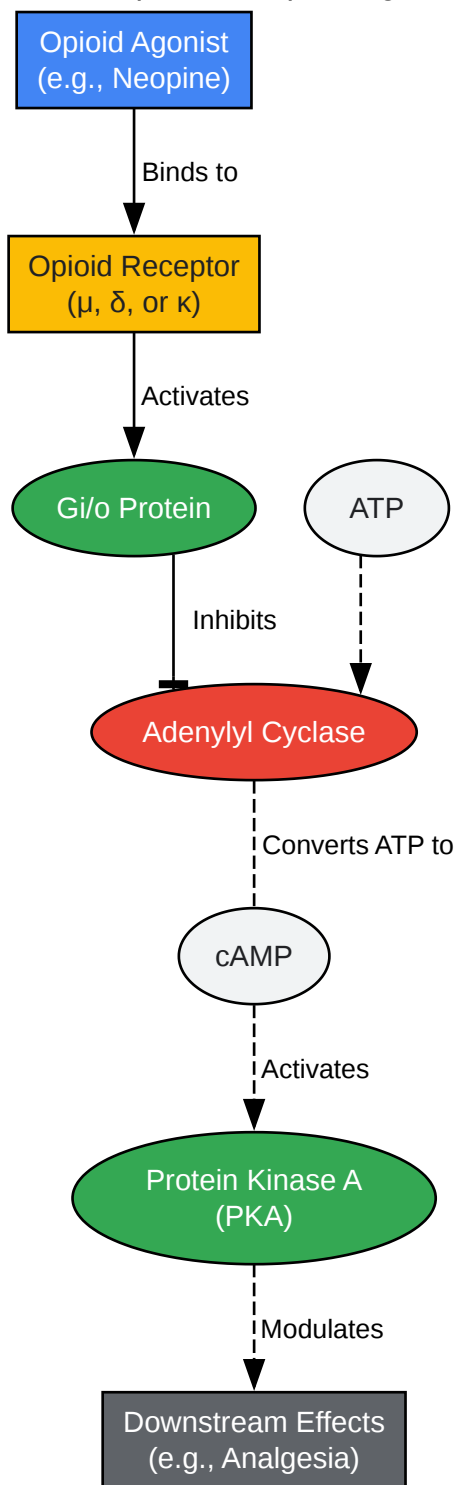 Opioid Agonist
(e.g., Neopine)
Binds to
Opioid Receptor
(μ, δ, or κ)
Activates
Gi/o Protein
ATP
Inhibits
Adenylyl Cyclase
Converts ATP to
cAMP
Activates
Protein Kinase A
(PKA)
Modulates
Downstream Effects
(e.g., Analgesia)